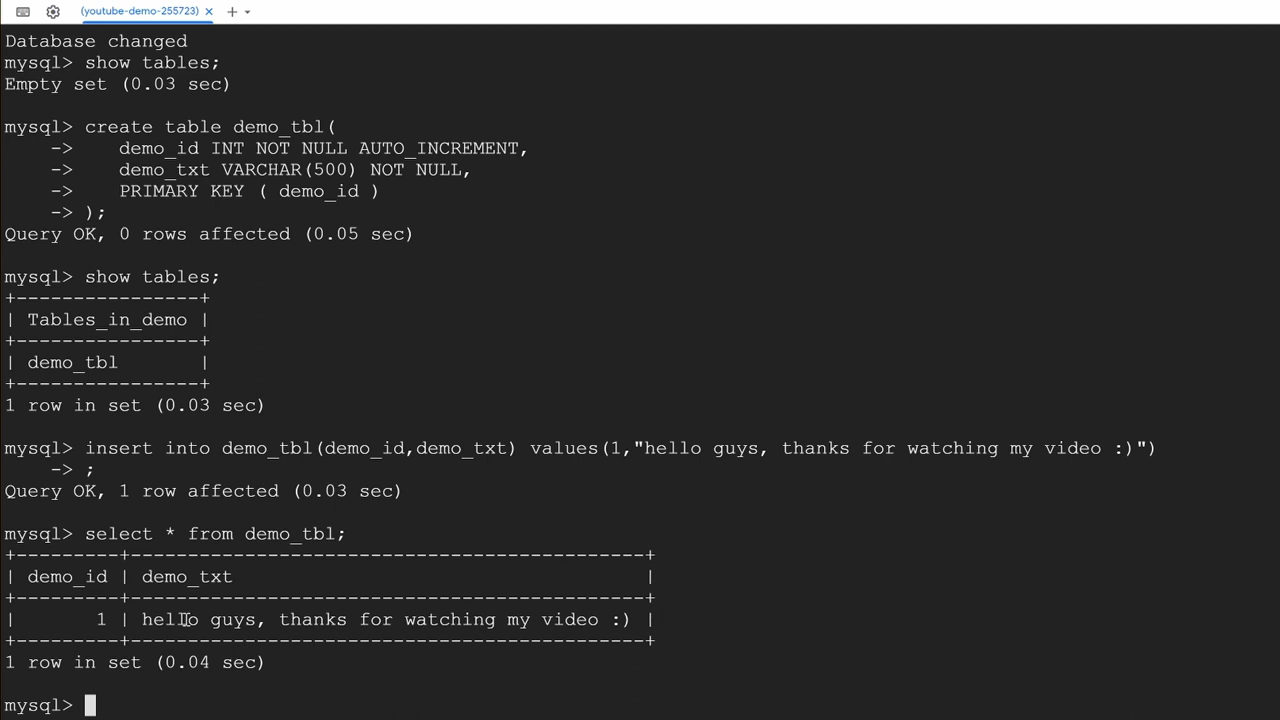 (youtube-demo-255723)
Database changed
mysql> show tables;
Empty set (0.03 sec)
mysql> create table demo_tbl(
    ->    demo_id INT NOT NULL AUTO_INCREMENT,
    ->    demo_txt VARCHAR(500) NOT NULL,
    ->    PRIMARY KEY ( demo_id )
    -> );
Query OK, 0 rows affected (0.05 sec)
mysql> show tables;
+----------------+
| Tables_in_demo |
+----------------+
| demo_tbl       |
+----------------+
1 row in set (0.03 sec)
mysql> insert into demo_tbl(demo_id,demo_txt) values(1,"hello guys, thanks for watching my video :)")
    -> ;
Query OK, 1 row affected (0.03 sec)
mysql> select * from demo_tbl;
+---------+---------------------------------------------+
| demo_id | demo_txt                                    |
+---------+---------------------------------------------+
|       1 | hello guys, thanks for watching my video :) |
+---------+---------------------------------------------+
1 row in set (0.04 sec)
mysql>